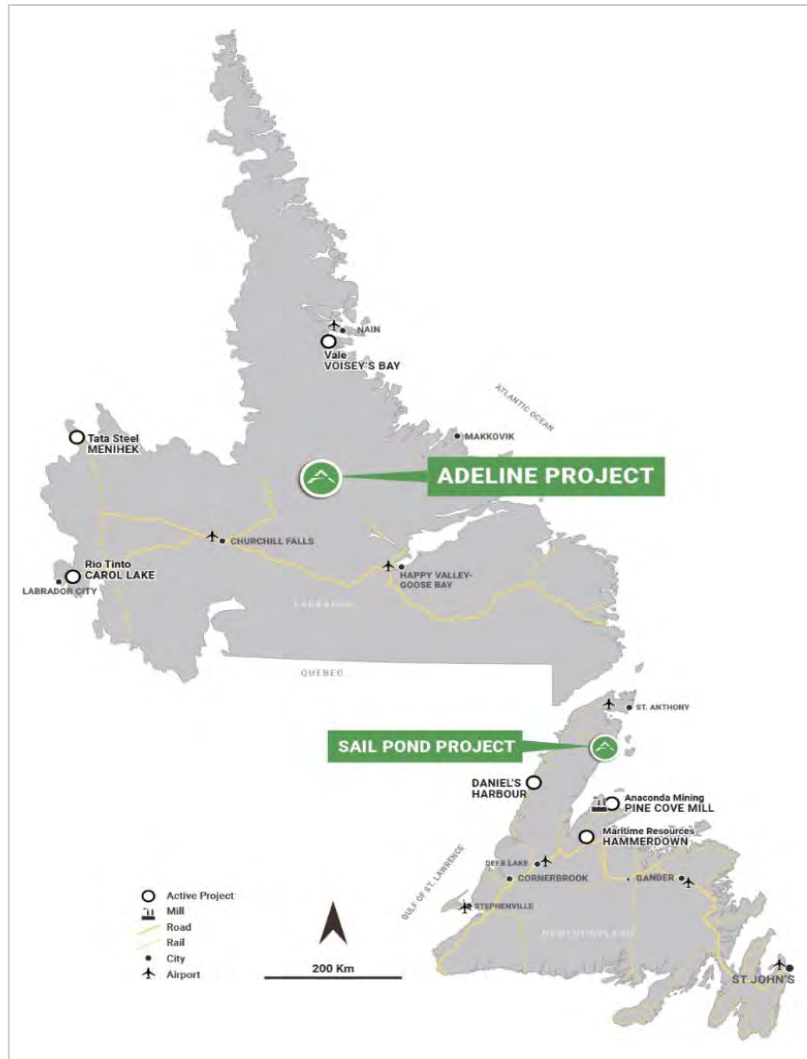 NAIN
Vale
VOISEY'S BAY
ATLANTIC OCEAN
MAKKOVIK
Tata Steel
MENIHEK
ADELINE PROJECT
CHURCHILL FALLS
Rio Tinto
CAROL LAKE
LABRADOR CITY
HAPPY VALLEY-
GOOSE BAY
LABRADOR
QUEBEC
ST. ANTHONY
SAIL POND PROJECT
DANIEL'S
HARBOUR
Anaconda Mining
PINE COVE MILL
Maritime Resources
HAMMERDOWN
DEER LAKE
CORNERBROOK
GANDER
GULF OF ST. LAWRENCE
STEPHENVILLE
NEWFOUNDLAND
ST JOHN'S
Active Project
Mill
Road
Rail
City
Airport
200 Km